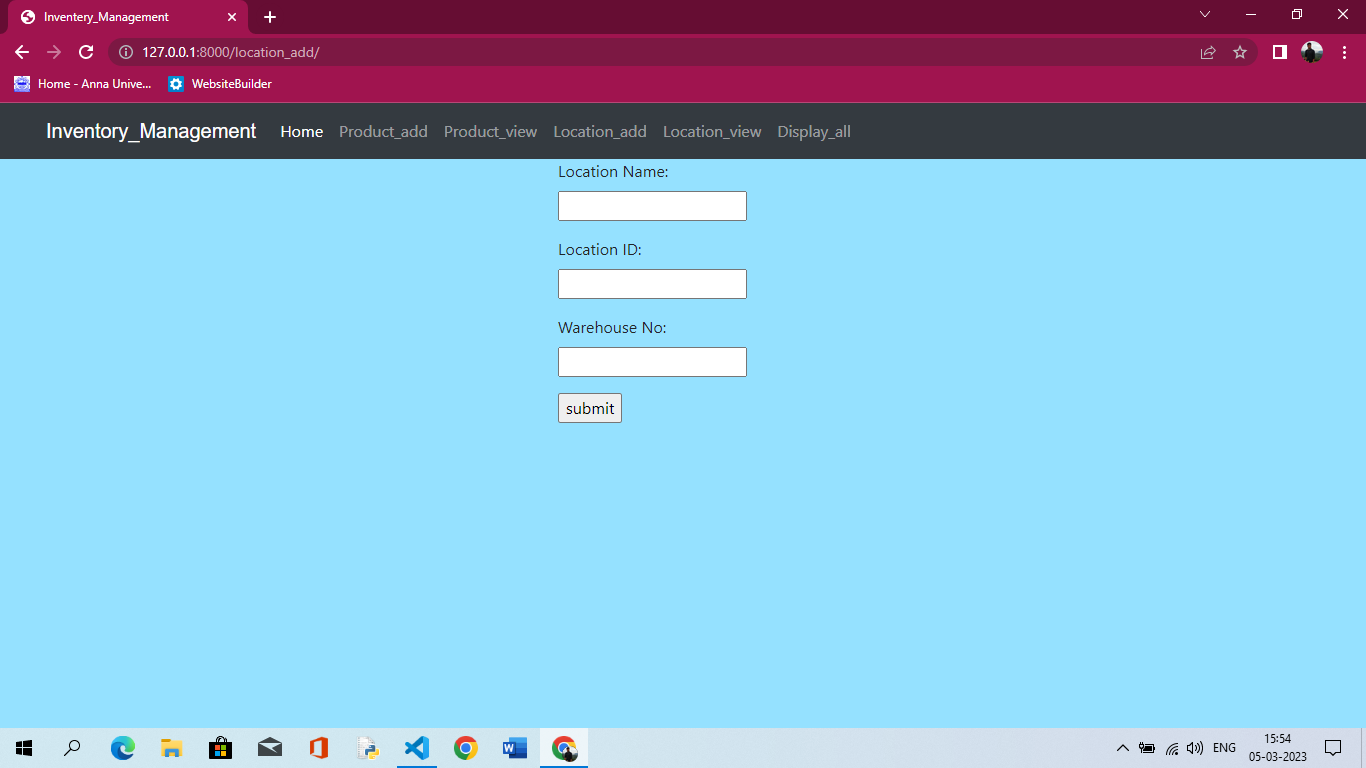 Inventery_Management
127.0.0.1:8000/location_add/
Home - Anna Unive... WebsiteBuilder
Inventory_Management Home Product_add Product_view Location_add Location_view Display_all
Location Name:
Location ID:
Warehouse No:
submit
ENG 15:54
05-03-2023